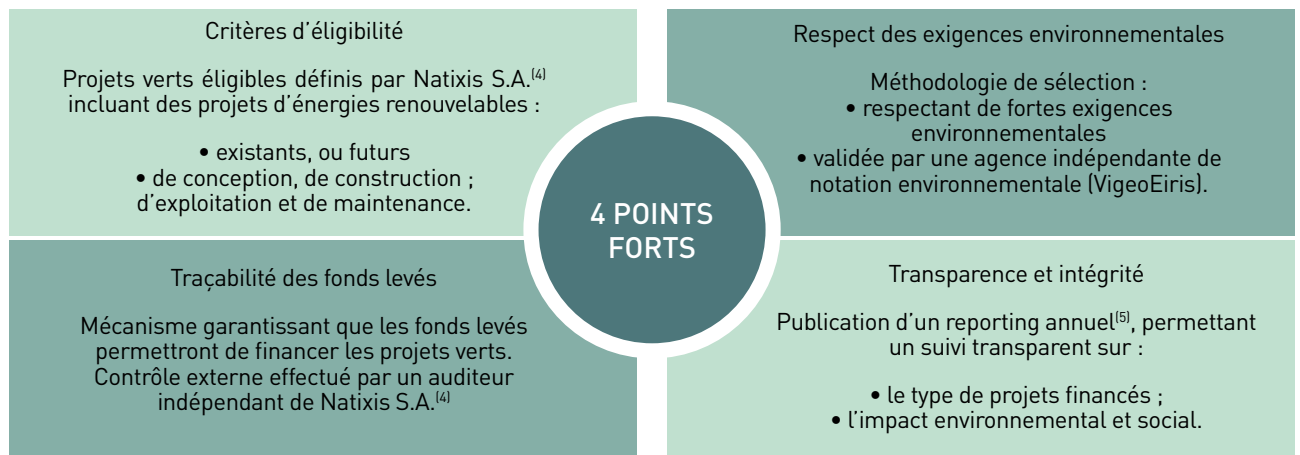 Critères d'éligibilité
Projets verts éligibles définis par Natixis S.A.(4)
incluant des projets d'énergies renouvelables :
• existants, ou futurs
• de conception, de construction ;
d'exploitation et de maintenance.
Respect des exigences environnementales
Méthodologie de sélection :
• respectant de fortes exigences
environnementales
• validée par une agence indépendante de
notation environnementale (VigeoEiris).
4 POINTS
FORTS
Traçabilité des fonds levés
Mécanisme garantissant que les fonds levés
permettront de financer les projets verts.
Contrôle externe effectué par un auditeur
indépendant de Natixis S.A.(4)
Transparence et intégrité
Publication d'un reporting annuel(5), permettant
un suivi transparent sur :
• le type de projets financés ;
• l'impact environmental et social.